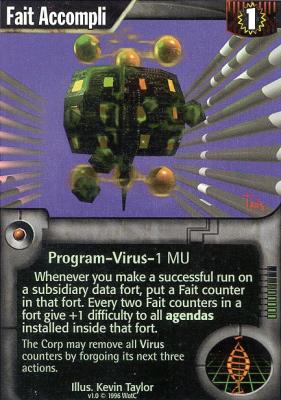 Fait Accompli
1
Program-Virus-1 MU
Whenever you make a successful run on
a subsidiary data fort, put a Fait counter
in that fort. Every two Fait counters in a
fort give +1 difficulty to all agendas
installed inside that fort.
The Corp may remove all Virus
counters by forgoing its next three
actions.
Illus. Kevin Taylor
v1.0 © 1996 WotC